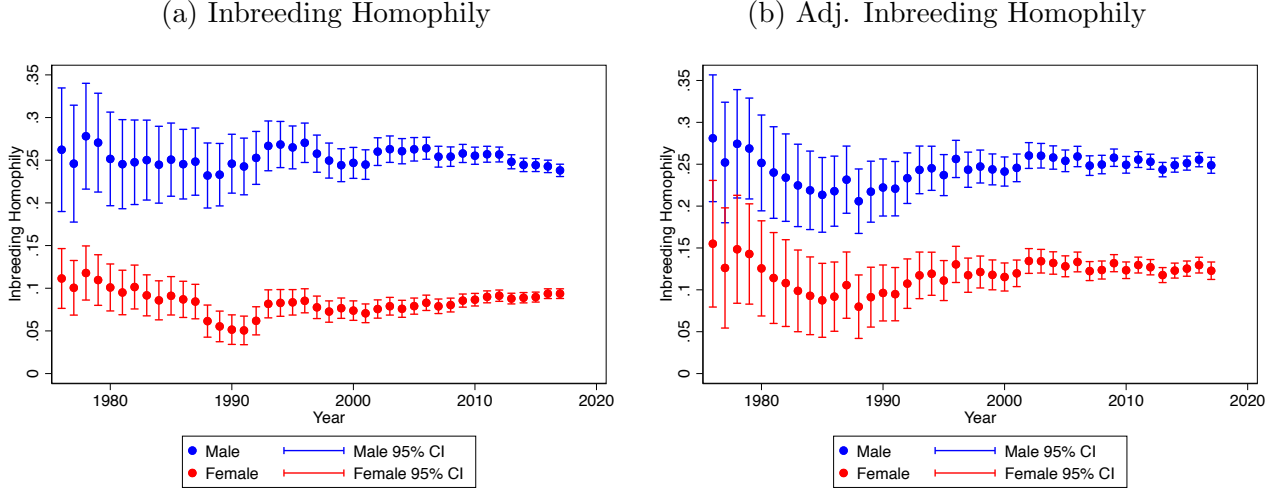 (a) Inbreeding Homophily
Inbreeding Homophily
.35
.3
.25
.2
.15
.1
.05
0
1980 1990 2000 2010 2020
Year
Male Male 95% CI
Female Female 95% CI
(b) Adj. Inbreeding Homophily
Inbreeding Homophily
.35
.3
.25
.2
.15
.1
.05
0
1980 1990 2000 2010 2020
Year
Male Male 95% CI
Female Female 95% CI